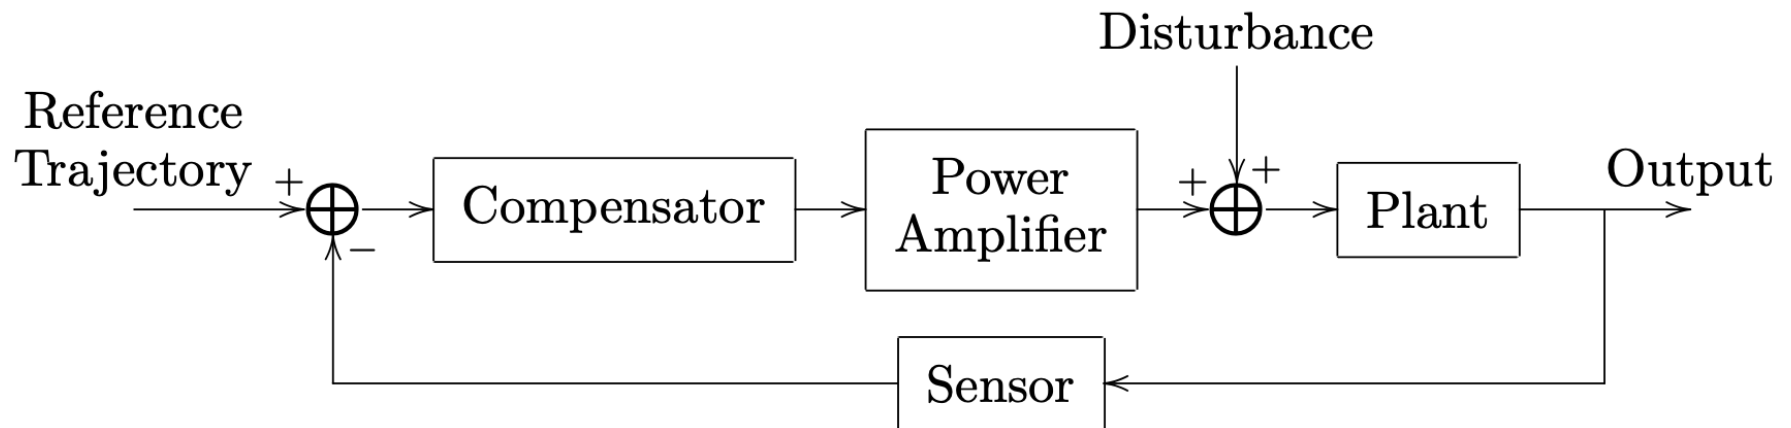 Disturbance
Reference
Trajectory
+
−
Compensator
Power
Amplifier
+
+
Plant
Output
Sensor